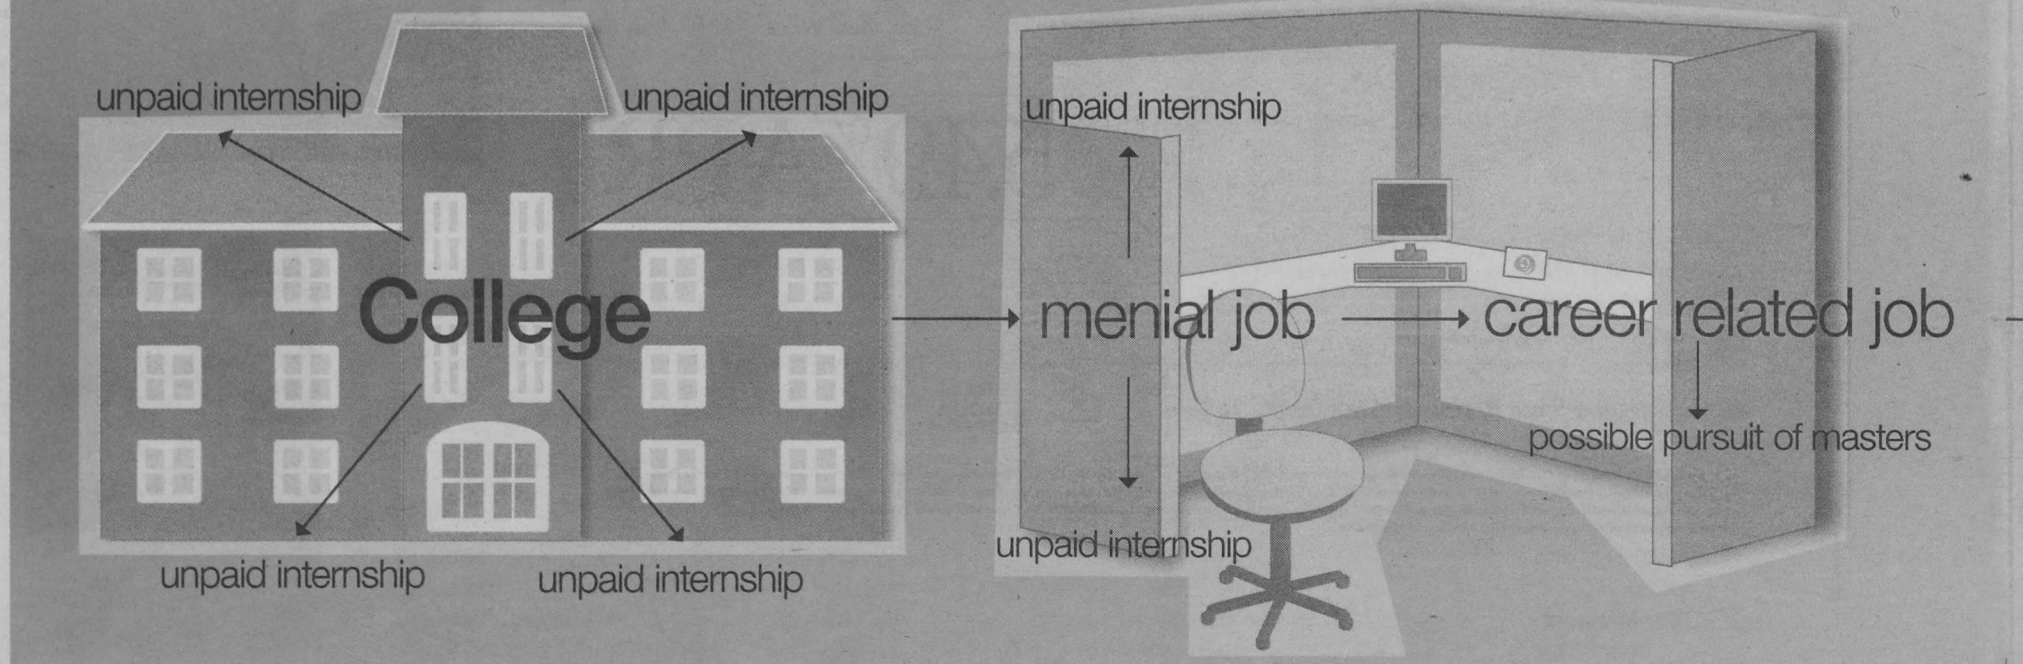 unpaid internship
unpaid internship
College
unpaid internship
unpaid internship
unpaid internship
menial job
career related job
possible pursuit of masters
unpaid internship